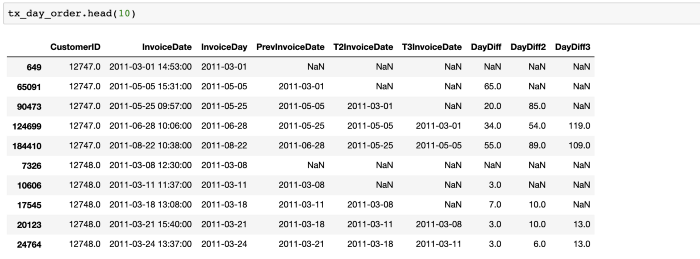 tx_day_order.head(10)
CustomerID InvoiceDate InvoiceDay PrevInvoiceDate T2InvoiceDate T3InvoiceDate DayDiff DayDiff2 DayDiff3
649 12747.0 2011-03-01 14:53:00 2011-03-01 NaN NaN NaN NaN NaN NaN
65091 12747.0 2011-05-05 15:31:00 2011-05-05 2011-03-01 NaN NaN 65.0 NaN NaN
90473 12747.0 2011-05-25 09:57:00 2011-05-25 2011-05-05 2011-03-01 NaN 20.0 85.0 NaN
124699 12747.0 2011-06-28 10:06:00 2011-06-28 2011-05-25 2011-05-05 2011-03-01 34.0 54.0 119.0
184410 12747.0 2011-08-22 10:38:00 2011-08-22 2011-06-28 2011-05-25 2011-05-05 55.0 89.0 109.0
7326 12748.0 2011-03-08 12:30:00 2011-03-08 NaN NaN NaN NaN NaN NaN
10606 12748.0 2011-03-11 11:37:00 2011-03-11 2011-03-08 NaN NaN 3.0 NaN NaN
17545 12748.0 2011-03-18 13:08:00 2011-03-18 2011-03-11 2011-03-08 NaN 7.0 10.0 NaN
20123 12748.0 2011-03-21 15:40:00 2011-03-21 2011-03-18 2011-03-11 2011-03-08 3.0 10.0 13.0
24764 12748.0 2011-03-24 13:37:00 2011-03-24 2011-03-21 2011-03-18 2011-03-11 3.0 6.0 13.0